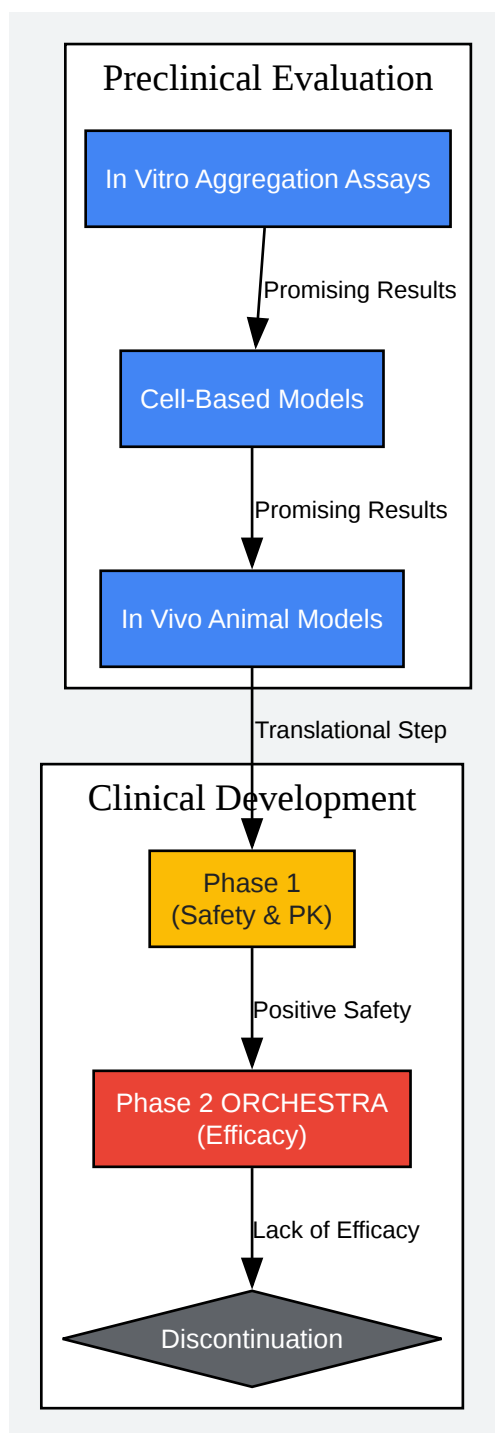 Preclinical Evaluation
In Vitro Aggregation Assays
Promising Results
Cell-Based Models
Promising Results
In Vivo Animal Models
Translational Step
Clinical Development
Phase 1
(Safety & PK)
Positive Safety
Phase 2 ORCHESTRA
(Efficacy)
Lack of Efficacy
Discontinuation